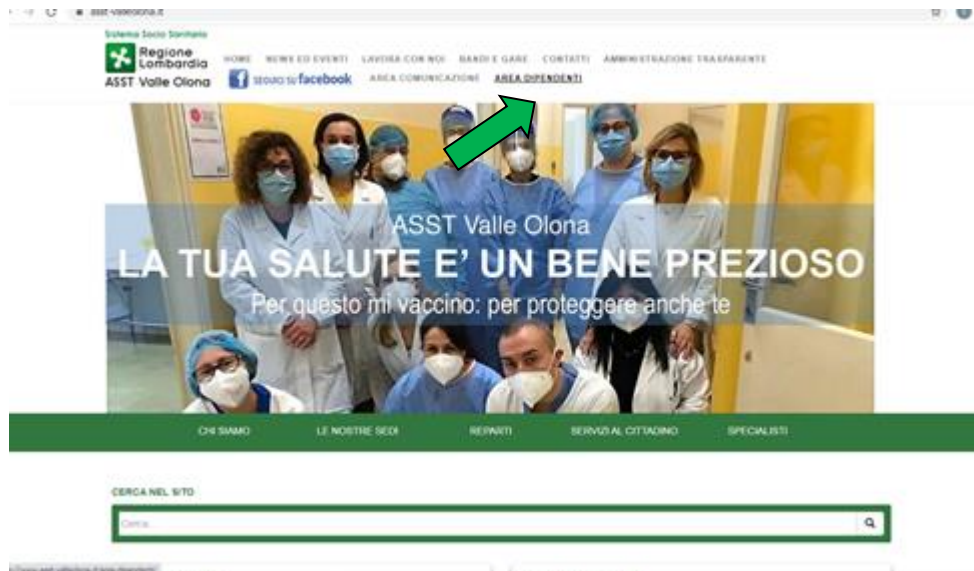 asst-valleolona.it
Sistema Socio Sanitario
Regione
Lombardia
ASST Valle Olona
HOME NEWS ED EVENTI LAVORA CON NOI BANDI E GARE CONTATTI AMMINISTRAZIONE TRASPARENTE
SEGUICI SU facebook AREA COMUNICAZIONE AREA DIPENDENTI
ASST Valle Olona
LA TUA SALUTE E' UN BENE PREZIOSO
Per questo mi vaccino: per proteggere anche te
CHI SIAMO LE NOSTRE SEDI REPARTI SERVIZI AL CITTADINO SPECIALISTI
CERCA NEL SITO
Cerca